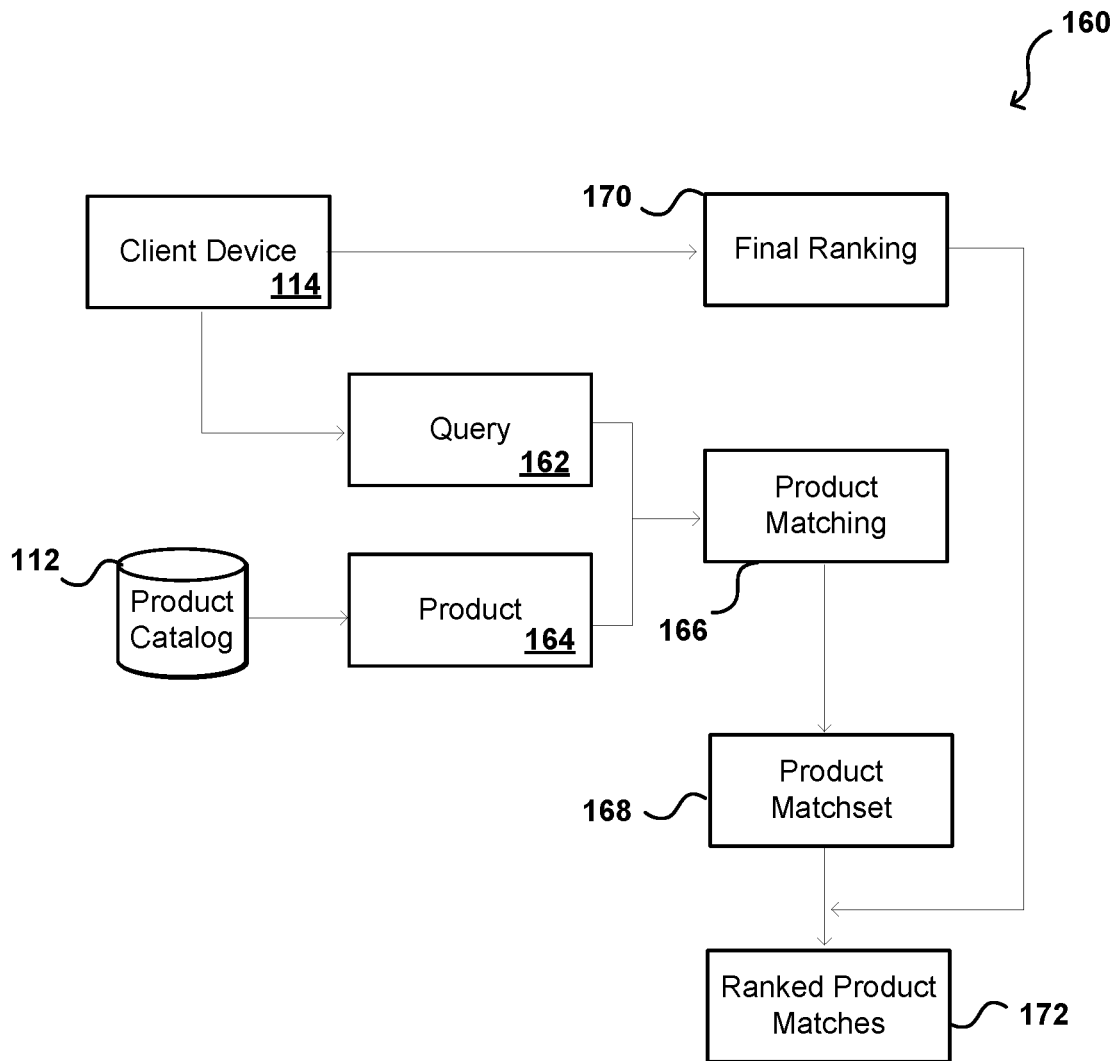 160
170
Client Device
114
Final Ranking
Query
162
Product
Matching
166
112
Product
Catalog
Product
164
Product
Matchset
168
Ranked Product
Matches
172